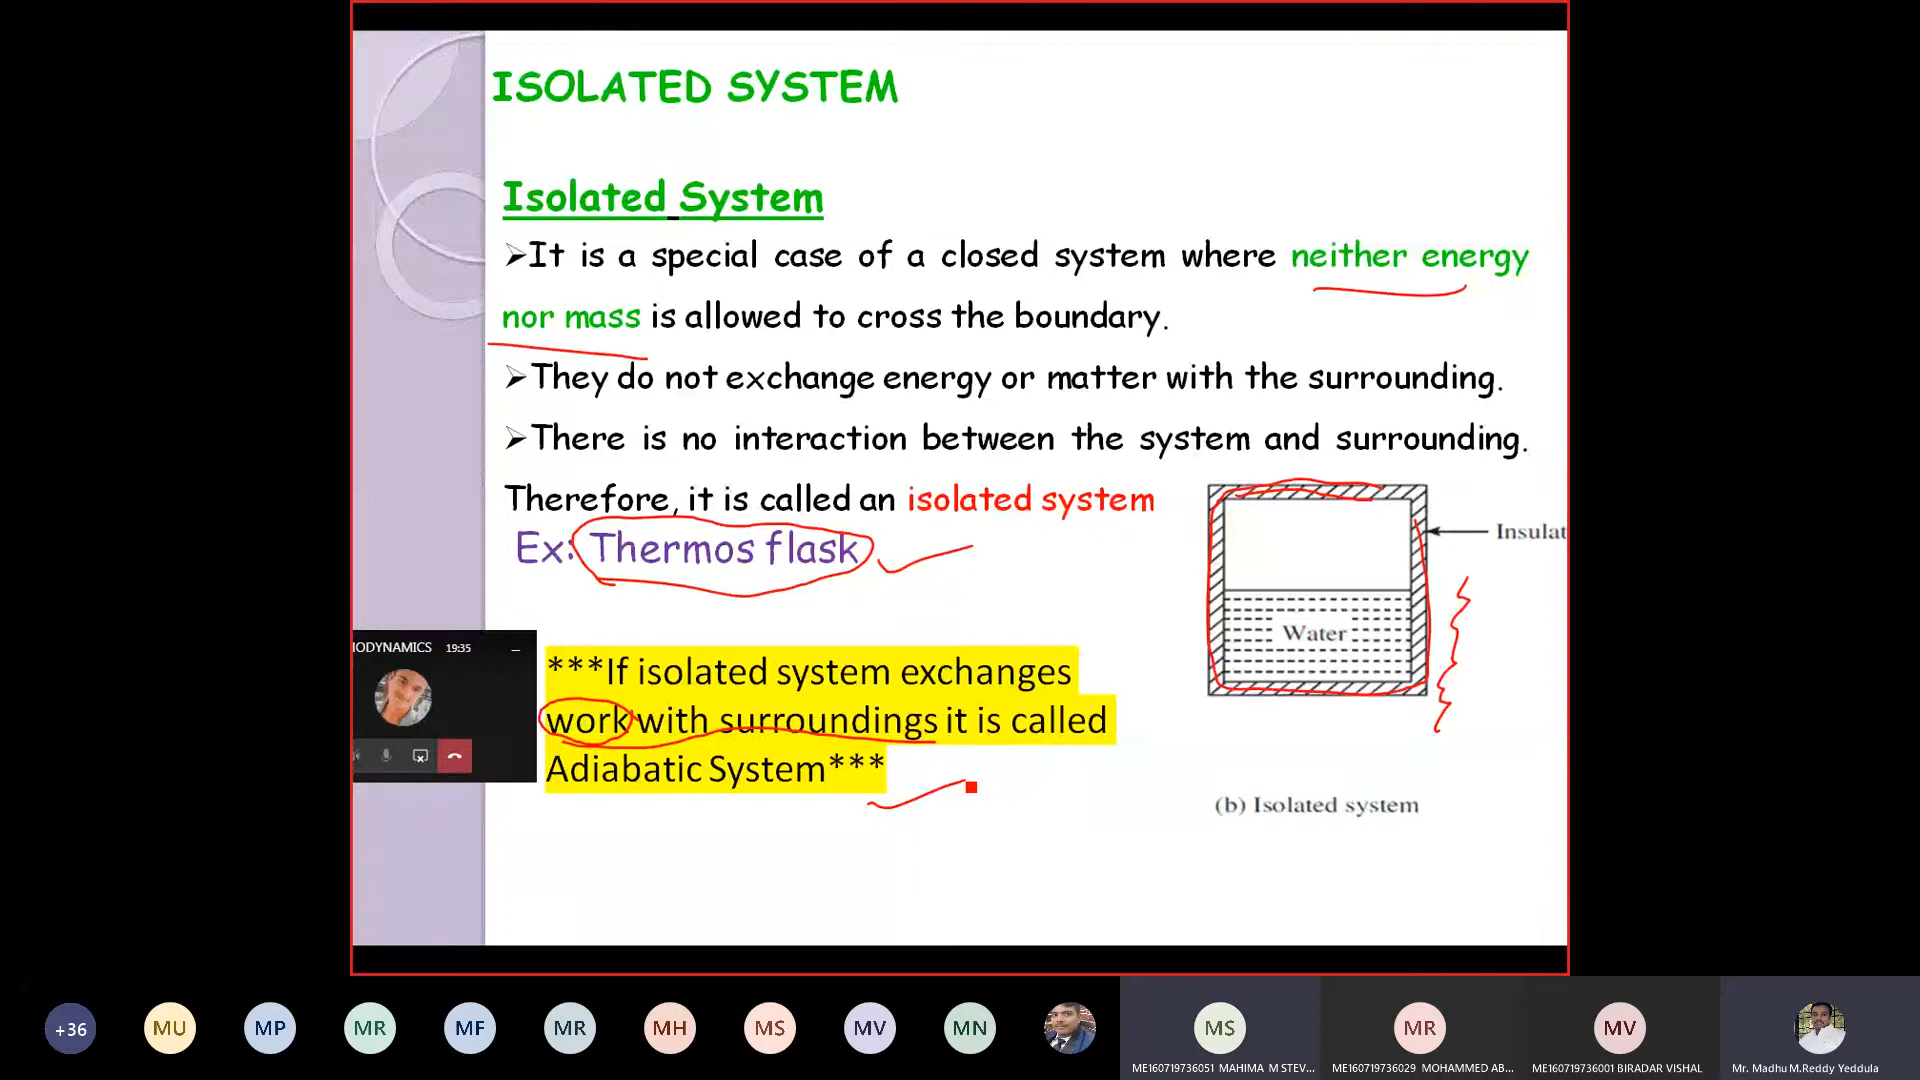 ISOLATED SYSTEM
Isolated System
➢It is a special case of a closed system where neither energy
nor mass is allowed to cross the boundary.
➢They do not exchange energy or matter with the surrounding.
➢There is no interaction between the system and surrounding.
Therefore, it is called an isolated system
Ex: Thermos flask
Insulat
Water
(b) Isolated system
IODYNAMICS 19:35
***If isolated system exchanges
work with surroundings it is called
Adiabatic System***
+36 MU MP MR MF MR MH MS MV MN MS MR MV
ME160719736051 MAHIMA M STEV... ME160719736029 MOHAMMED AB... ME160719736001 BIRADAR VISHAL Mr. Madhu M.Reddy Yeddula